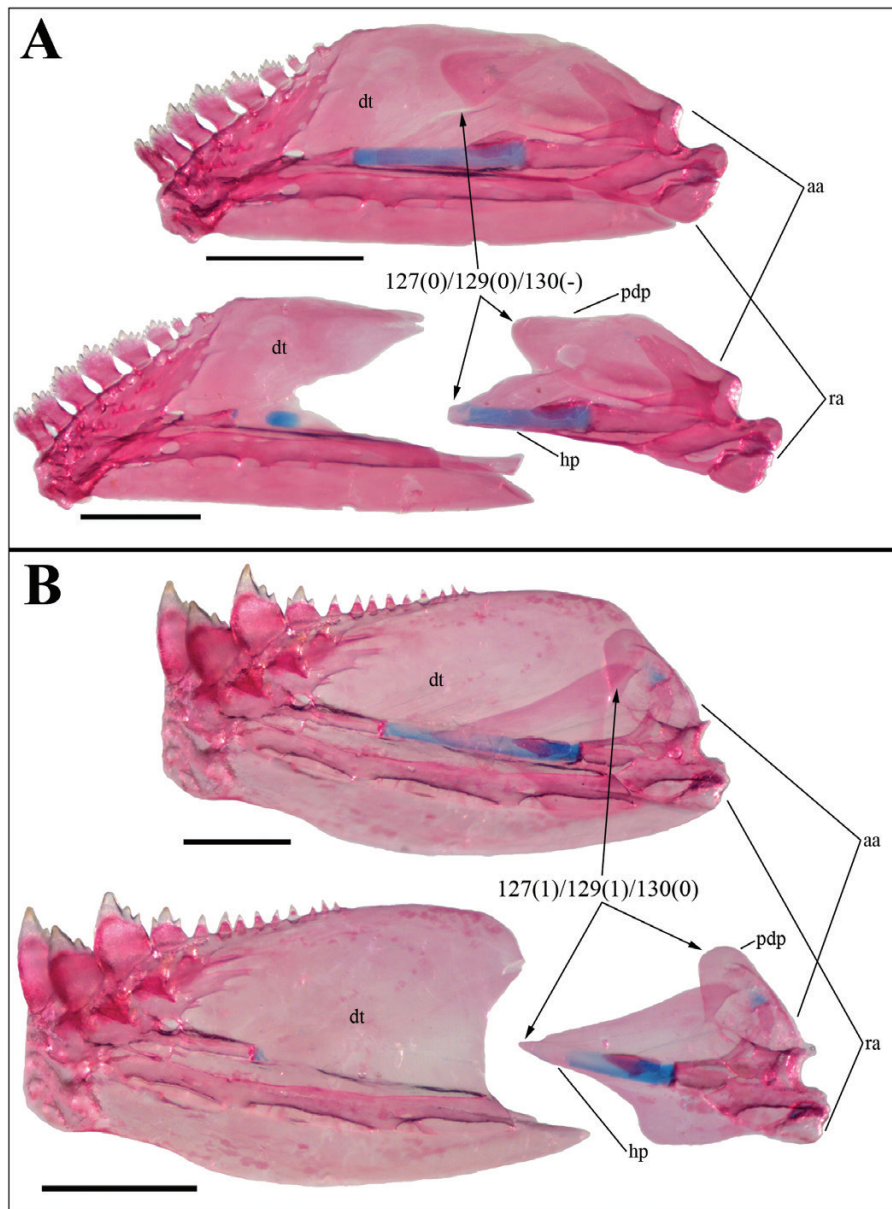 A
dt
aa
127(0)/129(0)/130(-)
pdp
dt
ra
hp
B
dt
aa
127(1)/129(1)/130(0)
pdp
dt
ra
hp